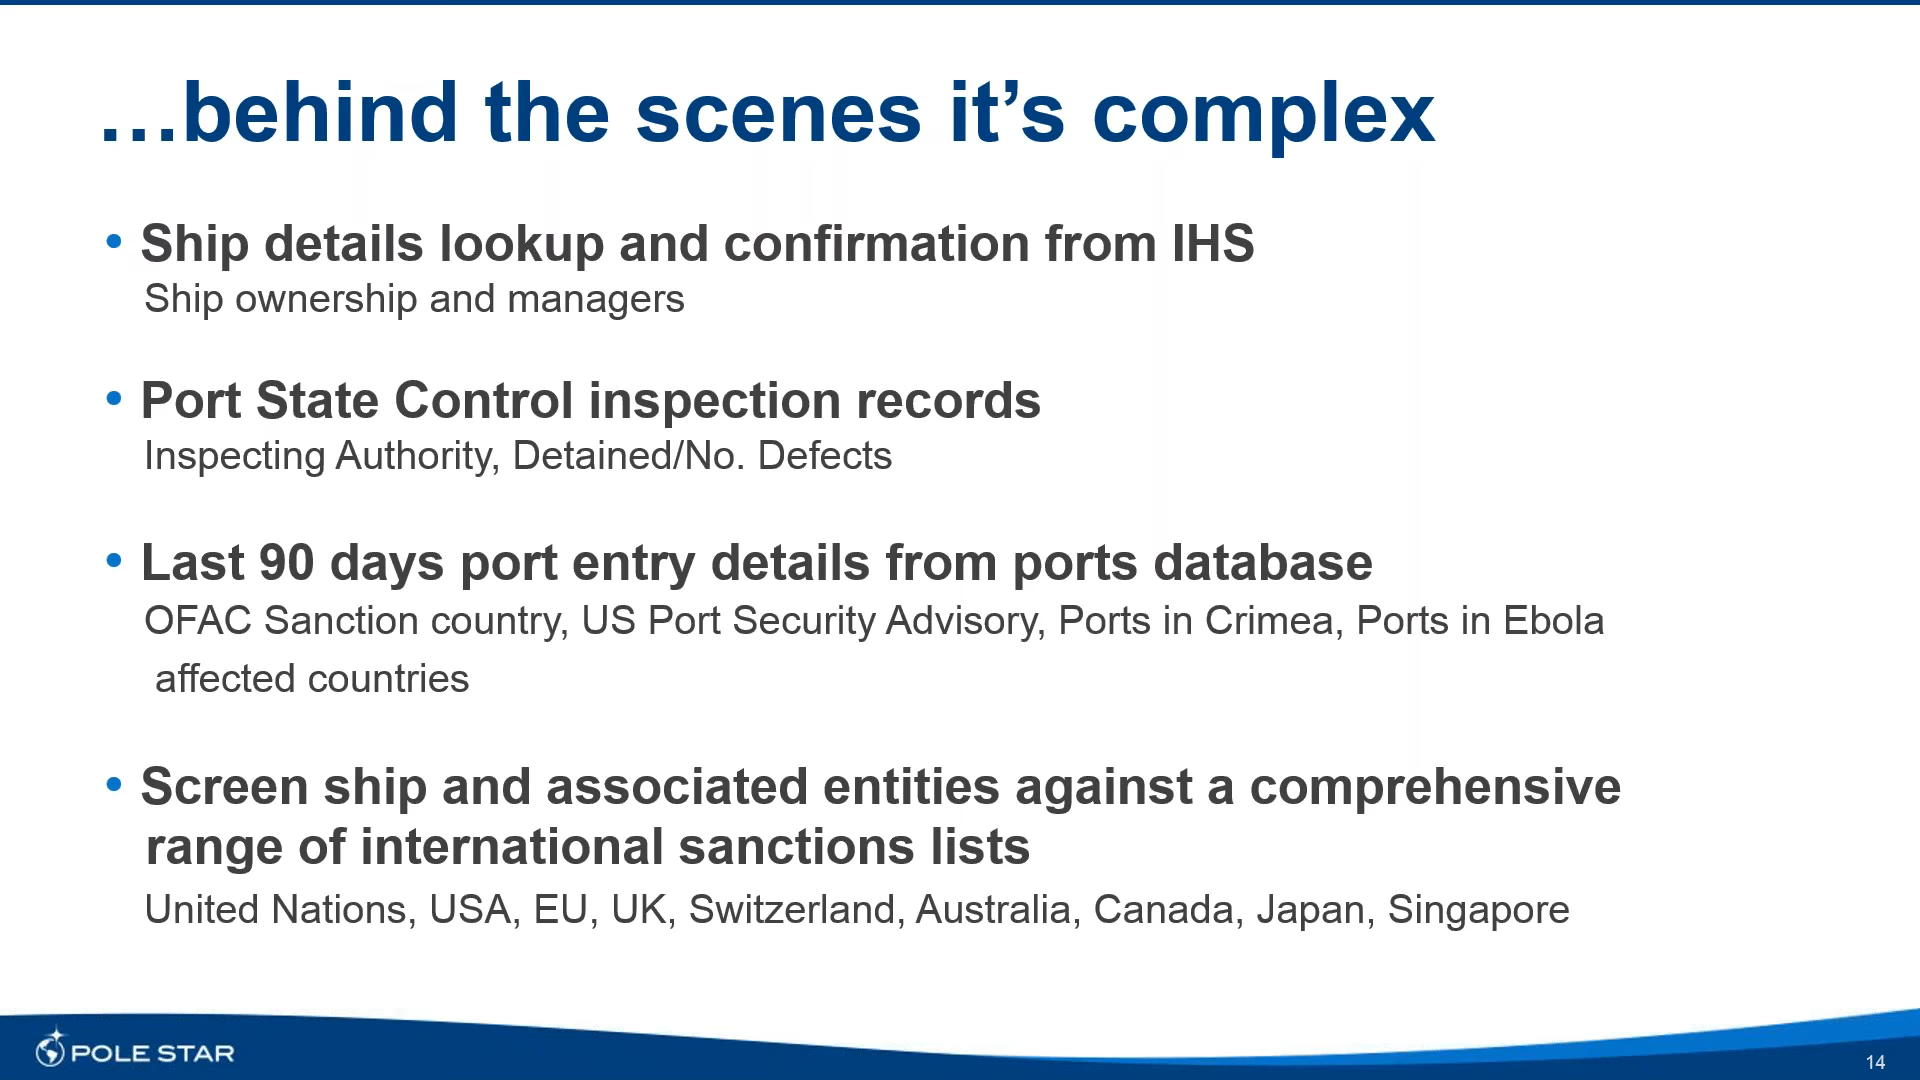 …behind the scenes it’s complex
• Ship details lookup and confirmation from IHS
Ship ownership and managers
• Port State Control inspection records
Inspecting Authority, Detained/No. Defects
• Last 90 days port entry details from ports database
OFAC Sanction country, US Port Security Advisory, Ports in Crimea, Ports in Ebola
affected countries
• Screen ship and associated entities against a comprehensive
range of international sanctions lists
United Nations, USA, EU, UK, Switzerland, Australia, Canada, Japan, Singapore
POLE STAR
14